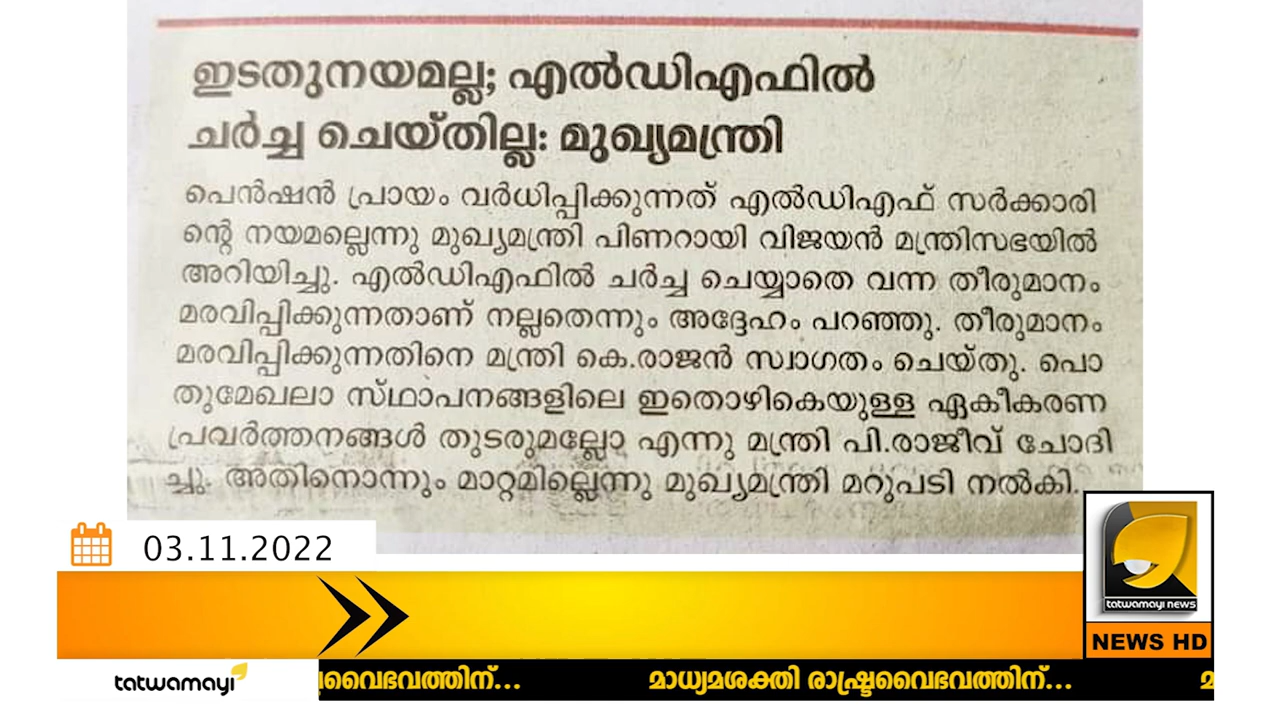 ഇടതുനയമല്ല; എൽഡിഎഫിൽ
ചർച്ച ചെയ്തില്ല: മുഖ്യമന്ത്രി
പെൻഷൻ പ്രായം വർധിപ്പിക്കുന്നത് എൽഡിഎഫ് സർക്കാരി
ന്റെ നയമല്ലെന്നു മുഖ്യമന്ത്രി പിണറായി വിജയൻ മന്ത്രിസഭയിൽ
അറിയിച്ചു. എൽഡിഎഫിൽ ചർച്ച ചെയ്യാതെ വന്ന തീരുമാനം
മരവിപ്പിക്കുന്നതാണ് നല്ലതെന്നും അദ്ദേഹം പറഞ്ഞു. തീരുമാനം
മരവിപ്പിക്കുന്നതിനെ മന്ത്രി കെ.രാജൻ സ്വാഗതം ചെയ്തു. പൊ
തുമേഖലാ സ്ഥാപനങ്ങളിലെ ഇതൊഴികെയുള്ള ഏകീകരണ
പ്രവർത്തനങ്ങൾ തുടരുമല്ലോ എന്നു മന്ത്രി പി.രാജീവ് ചോദി
ച്ചു. അതിനൊന്നും മാറ്റമില്ലെന്നു മുഖ്യമന്ത്രി മറുപടി നൽകി.
03.11.2022
tatwamayi news
NEWS HD
tatwamayi
വൈഭവത്തിന്... മാധ്യമശക്തി രാഷ്ട്രവൈഭവത്തിന്...